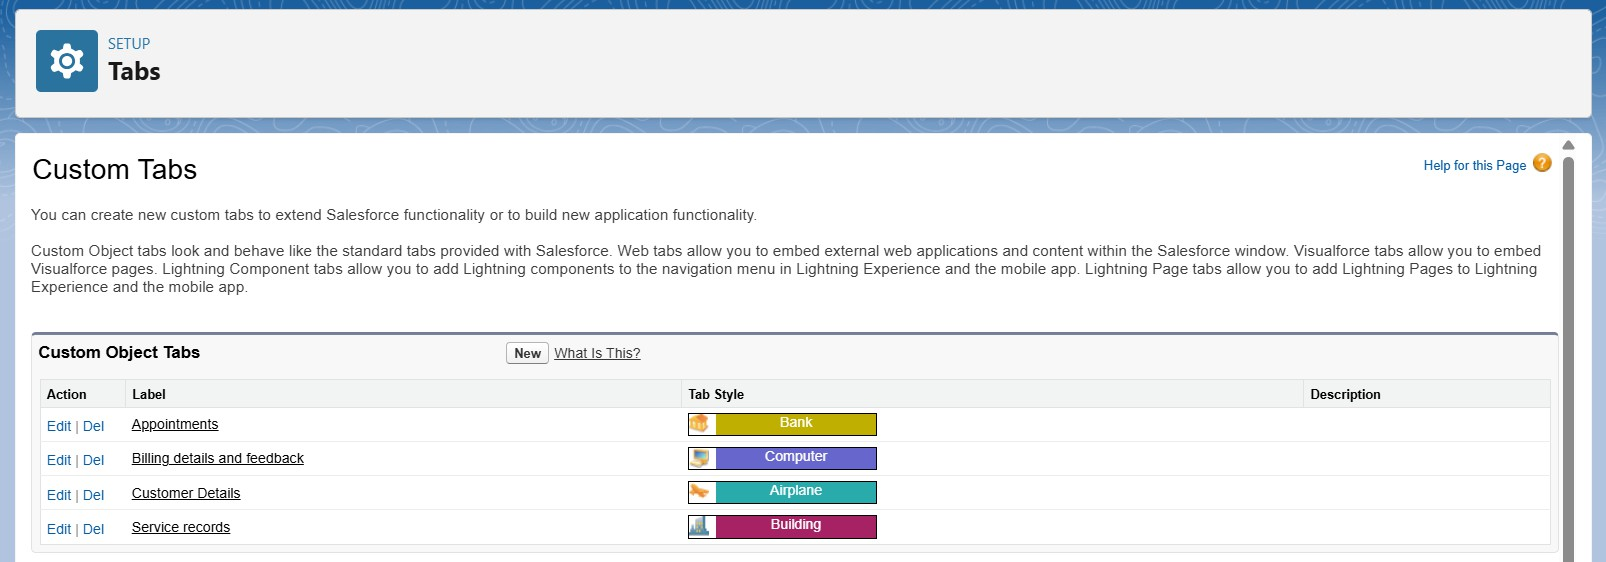 SETUP
Tabs
Custom Tabs
Help for this Page ?
You can create new custom tabs to extend Salesforce functionality or to build new application functionality.
Custom Object tabs look and behave like the standard tabs provided with Salesforce. Web tabs allow you to embed external web applications and content within the Salesforce window. Visualforce tabs allow you to embed
Visualforce pages. Lightning Component tabs allow you to add Lightning components to the navigation menu in Lightning Experience and the mobile app. Lightning Page tabs allow you to add Lightning Pages to Lightning
Experience and the mobile app.
Custom Object Tabs New What Is This?
Action Label Tab Style Description
Edit | Del Appointments Bank
Edit | Del Billing details and feedback Computer
Edit | Del Customer Details Airplane
Edit | Del Service records Building